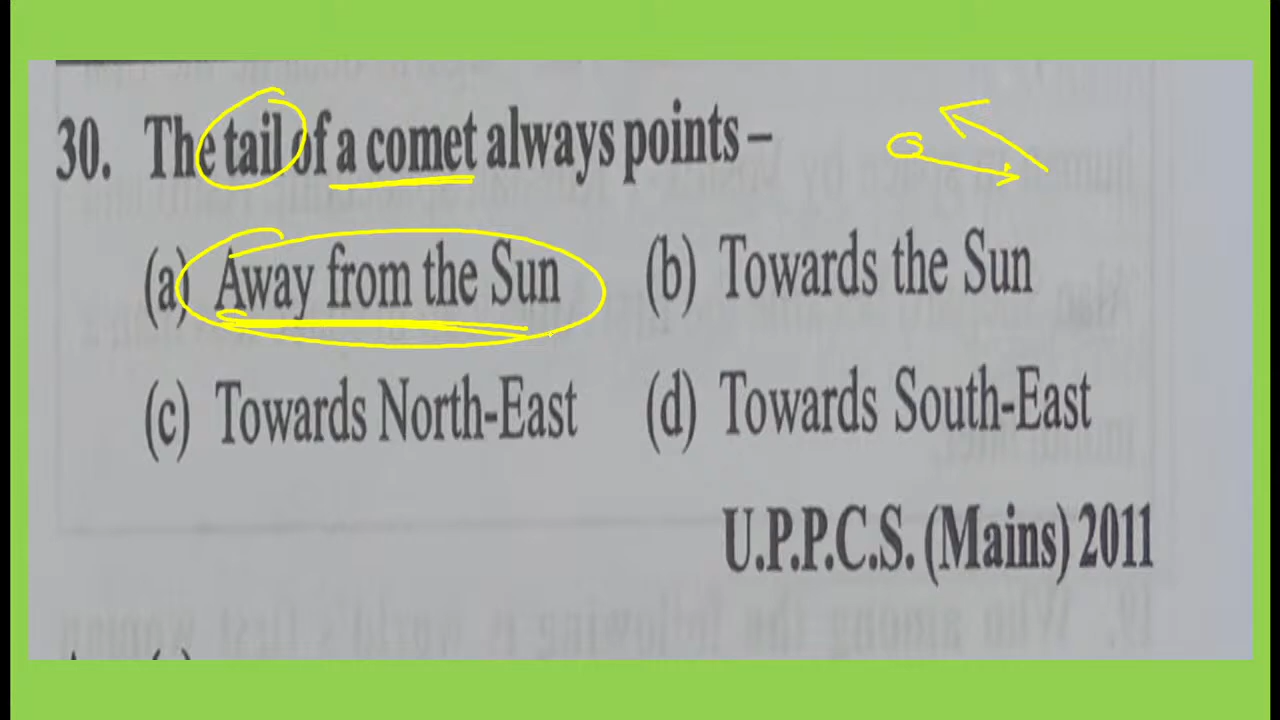 30. The tail of a comet always points –
(a) Away from the Sun (b) Towards the Sun
(c) Towards North-East (d) Towards South-East
U.P.P.C.S. (Mains) 2011